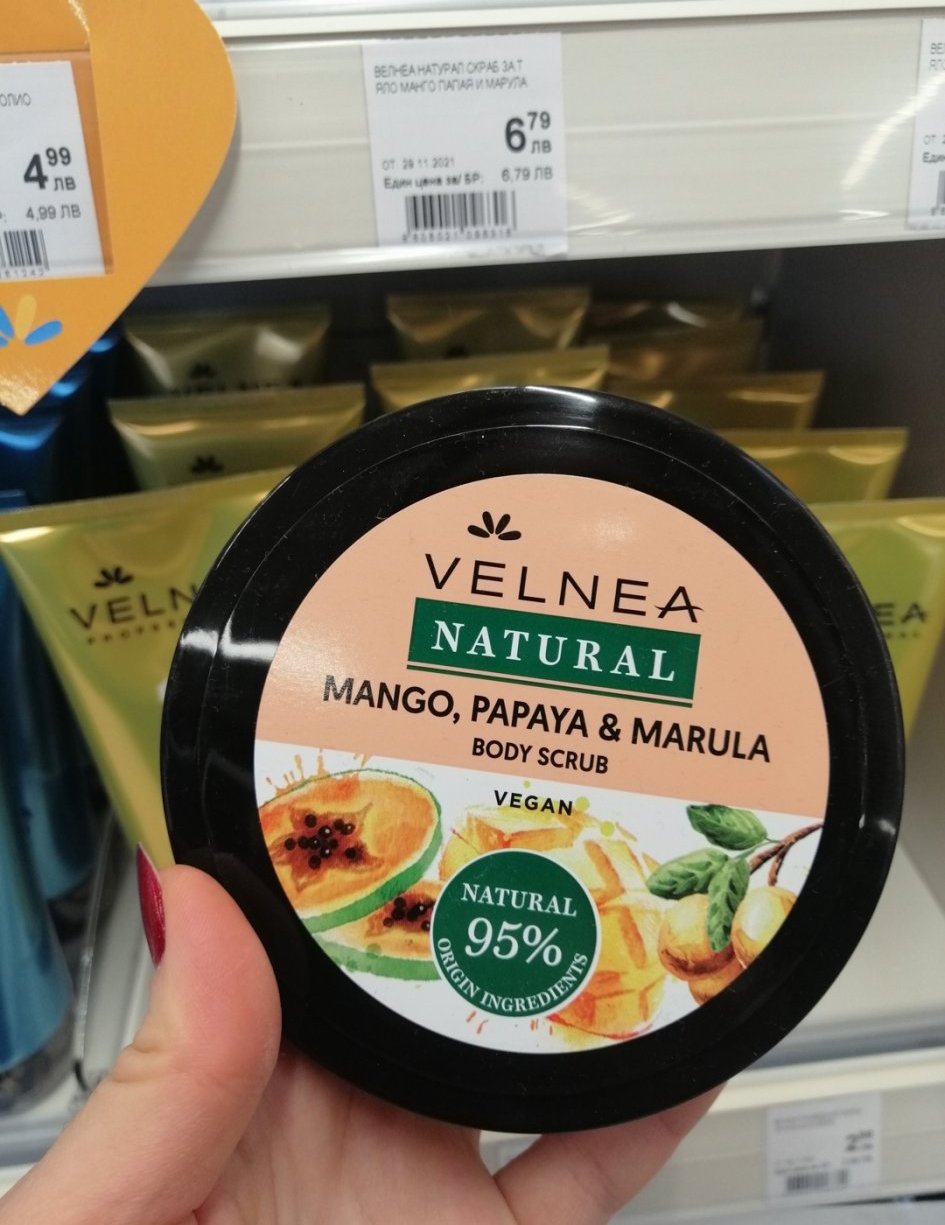 ОЛИО
4 99
ЛВ
4,99 ЛВ
ВЕЛНЕА НАТУРАЛ СКРАБ ЗА Т
ЯЛО МАНГО ПАПАЯ И МАРУЛА
6 79
ЛВ
ОТ: 29.11.2021
Един цена за/ БР: 6,79 ЛВ
VELNEA
VELN
VELNEA
NATURAL
MANGO, PAPAYA & MARULA
BODY SCRUB
VEGAN
NATURAL
95%
ORIGIN INGREDIENTS